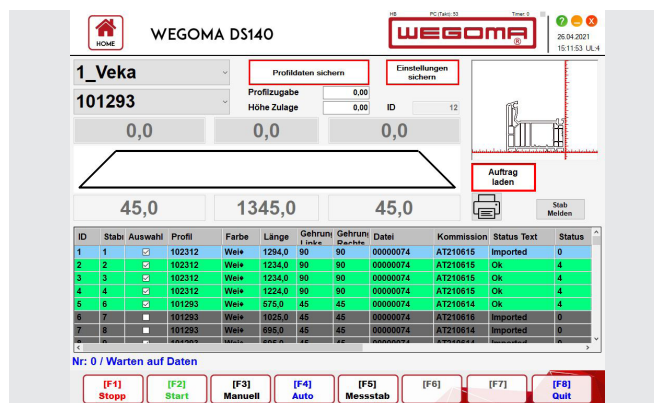 HB PC (Takt): 50 Timer: 0
HOME WEGOMA DS140 WEGOMA ®
26.04.2021
15:11:53 UL:4
1_Veka Profildaten sichern Einstellungen
sichern
Profilzugabe 0,00
101293 Höhe Zulage 0,00 ID 12
0,0 0,0 0,0
Auftrag
laden
45,0 1345,0 45,0 Stab
Melden
ID Stab Auswahl Profil Farbe Länge Gehrung Links Gehrung Rechts Datei Kommission Status Text Status
1 1 102312 Wei 1294,0 90 90 00000074 AT210615 Imported 0
2 2 102312 Wei 1234,0 90 90 00000074 AT210615 Ok 4
3 3 102312 Wei 1234,0 90 90 00000074 AT210615 Ok 4
4 4 102312 Wei 1224,0 90 90 00000074 AT210615 Ok 4
5 6 101293 Wei 575,0 45 45 00000074 AT210614 Ok 4
6 7 101293 Wei 1025,0 45 45 00000074 AT210616 Imported 0
7 8 101293 Wei 695,0 45 45 00000074 AT210614 Imported 0
Nr: 0 / Warten auf Daten
[F1] [F2] [F3] [F4] [F5] [F6] [F7] [F8]
Stopp Start Manuell Auto Messstab Quit